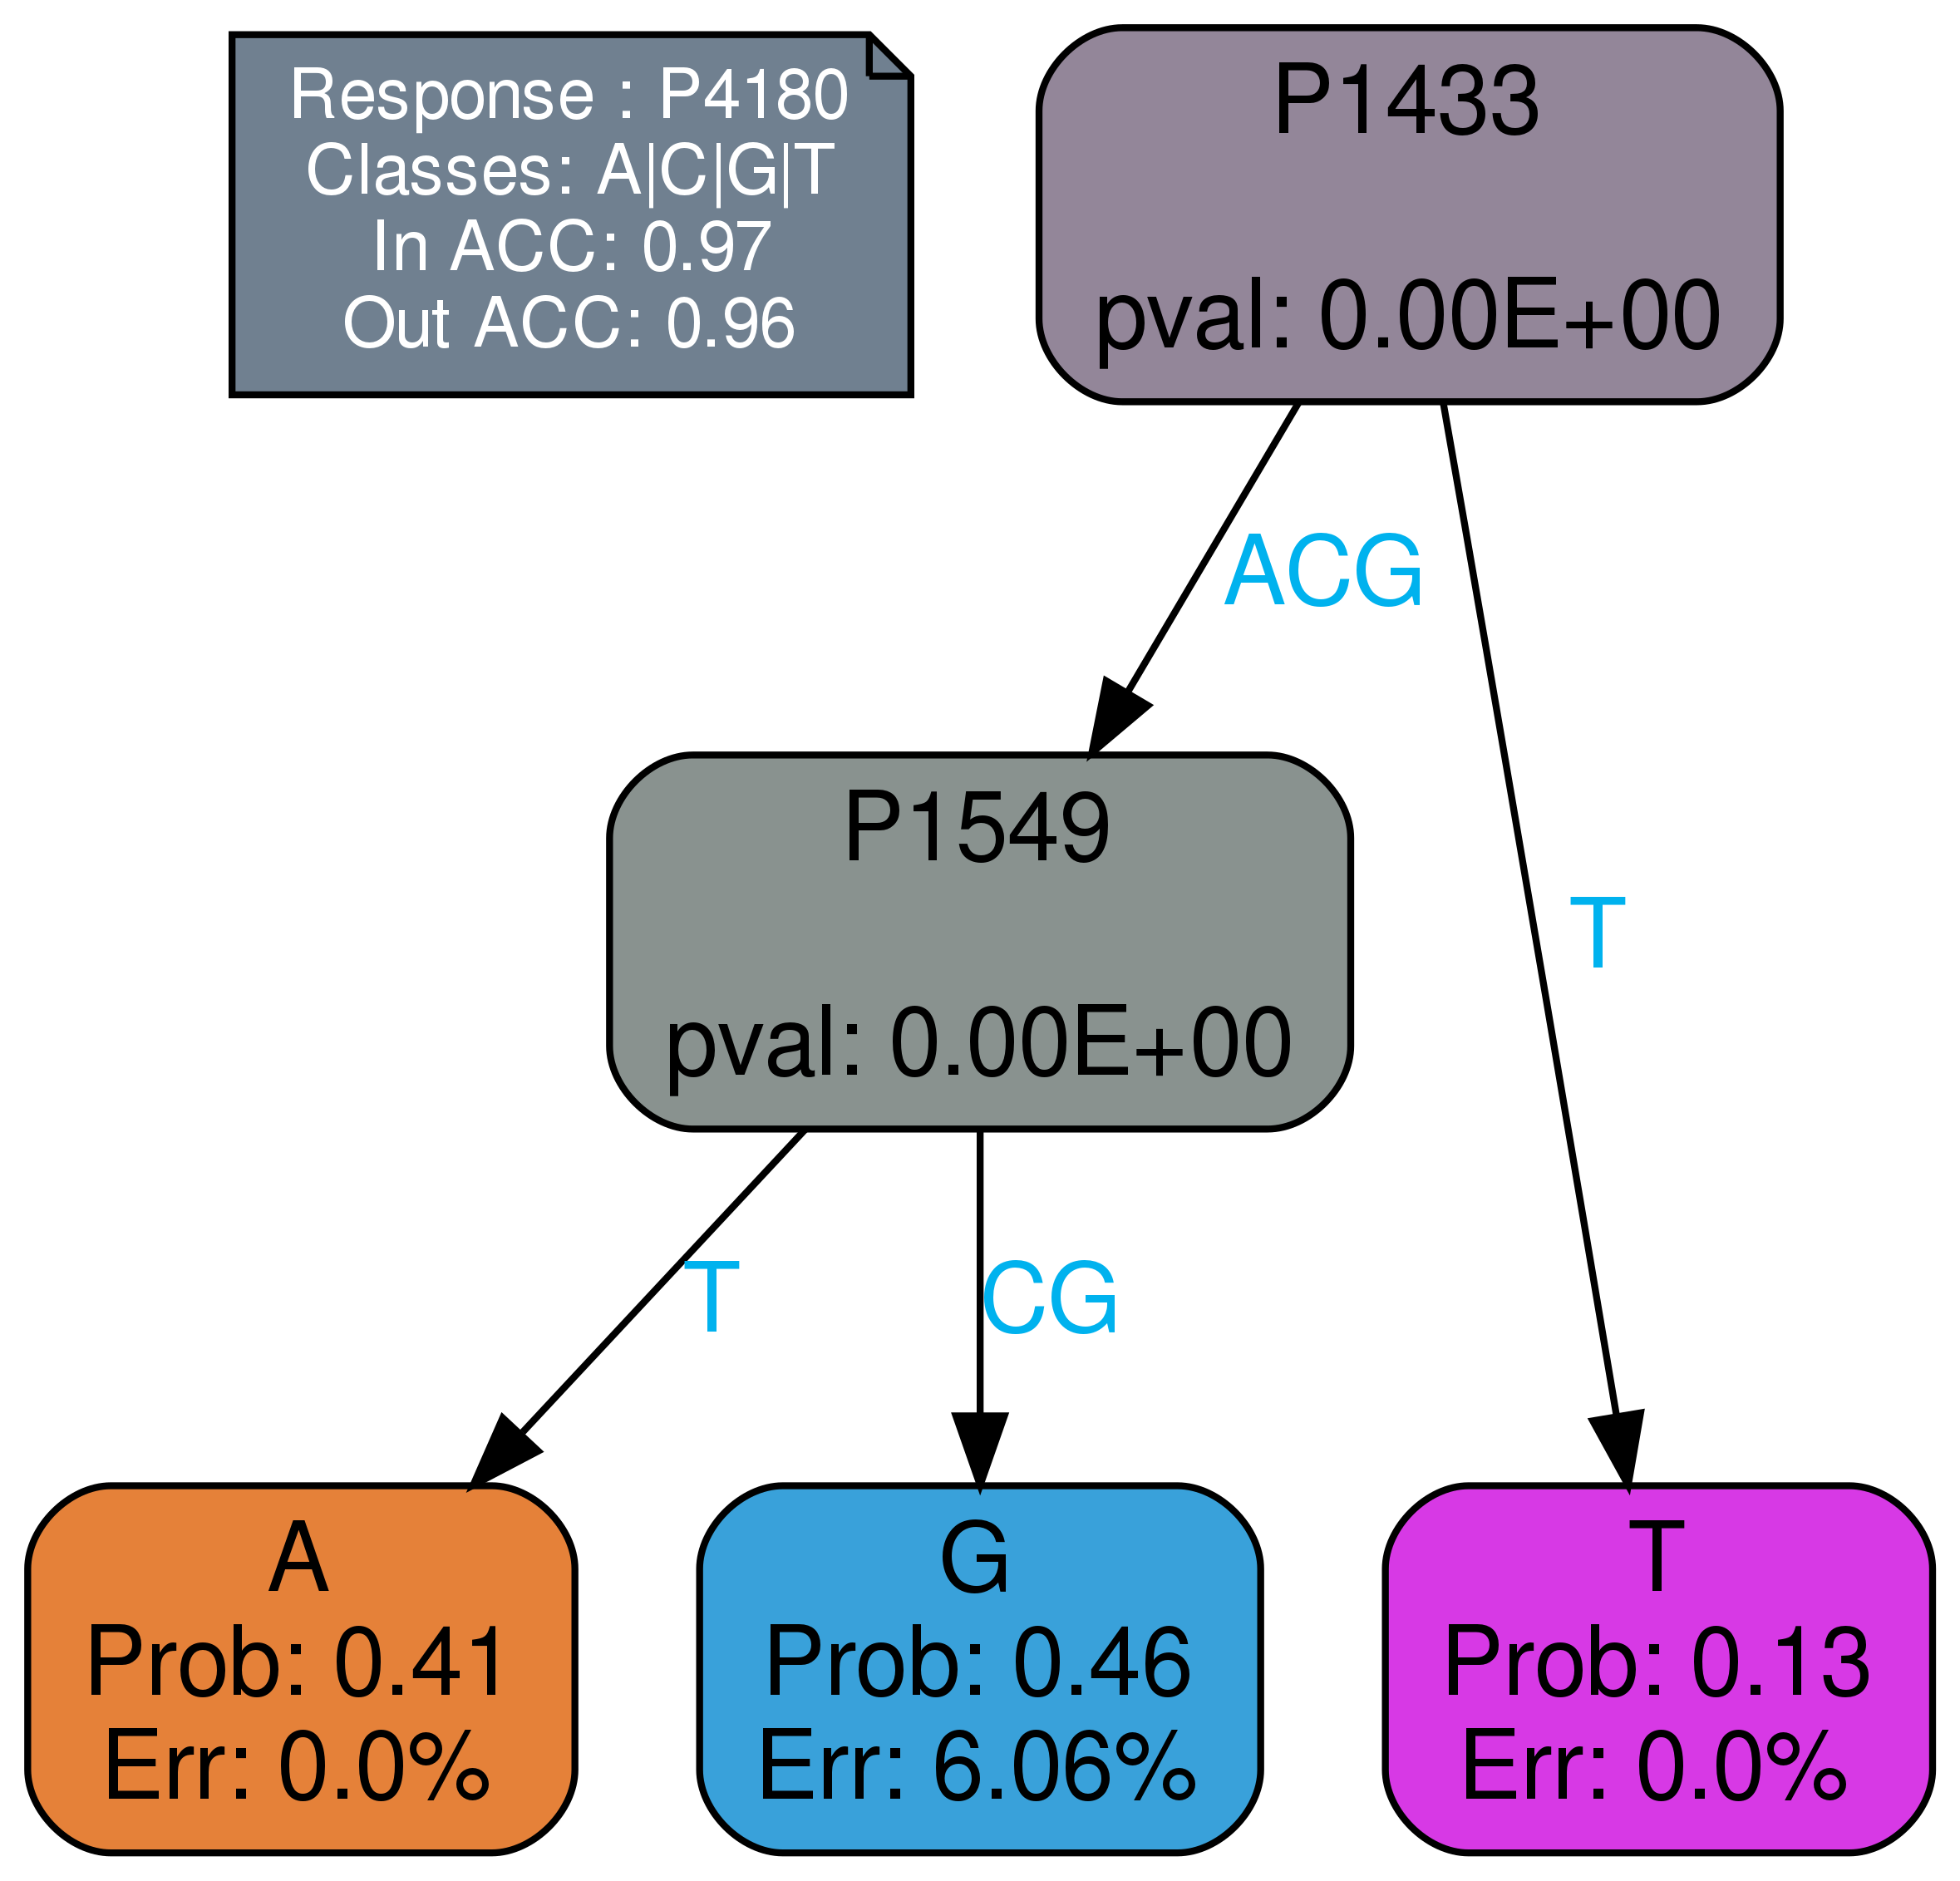 Response : P4180
Classes: A|C|G|T
In ACC: 0.97
Out ACC: 0.96
P1433
pval: 0.00E+00
ACG
T
P1549
pval: 0.00E+00
T
CG
A
Prob: 0.41
Err: 0.0%
G
Prob: 0.46
Err: 6.06%
T
Prob: 0.13
Err: 0.0%